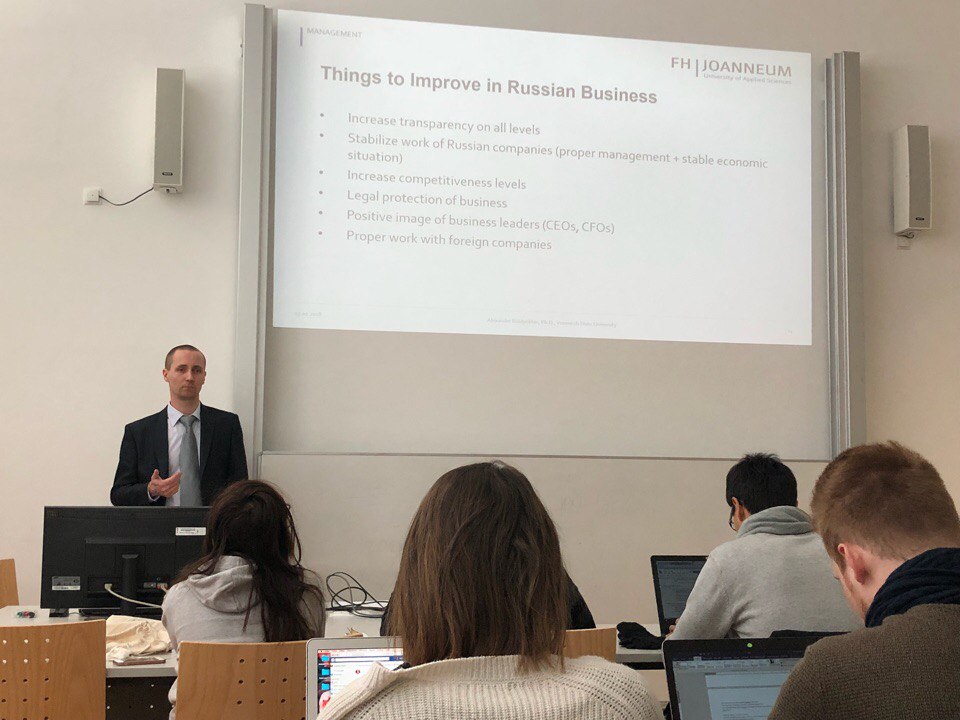 MANAGEMENT
FH | JOANNEUM
University of Applied Sciences
Things to Improve in Russian Business
• Increase transparency on all levels
• Stabilize work of Russian companies (proper management + stable economic
situation)
• Increase competitiveness levels
• Legal protection of business
• Positive image of business leaders (CEOs, CFOs)
• Proper work with foreign companies